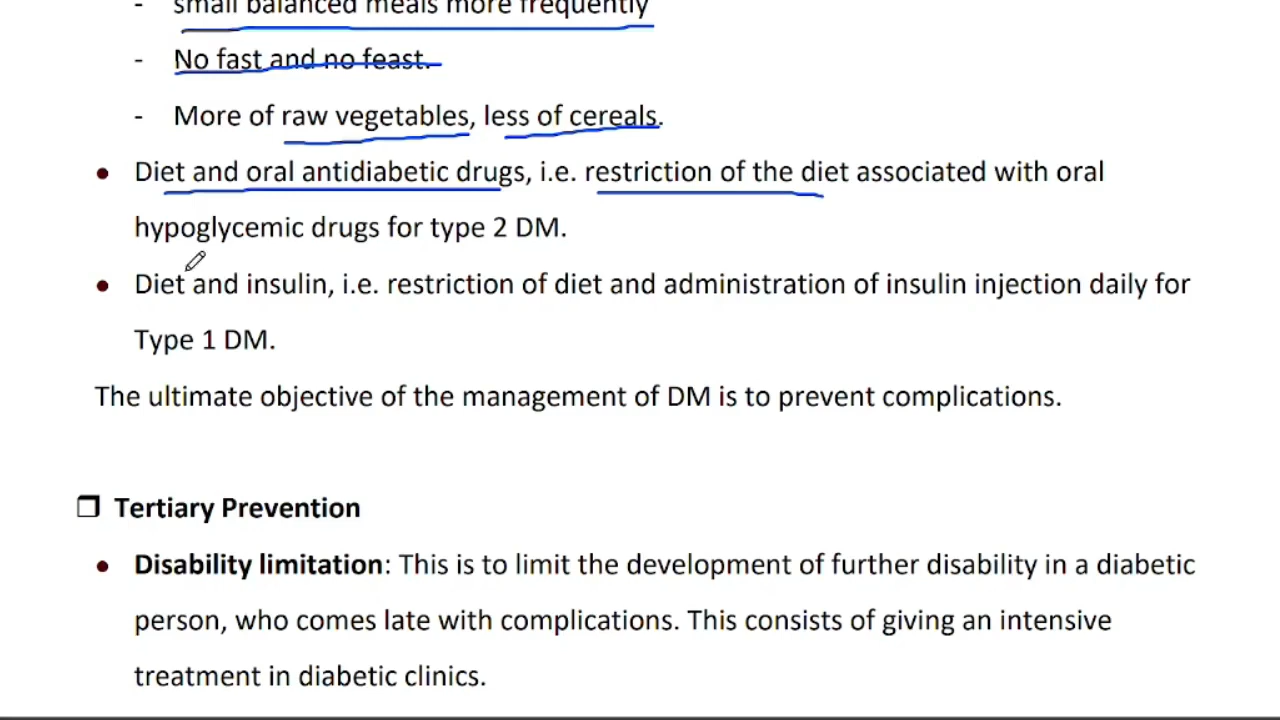 - small balanced meals more frequently
- No fast and no feast.
- More of raw vegetables, less of cereals.
• Diet and oral antidiabetic drugs, i.e. restriction of the diet associated with oral
hypoglycemic drugs for type 2 DM.
• Diet and insulin, i.e. restriction of diet and administration of insulin injection daily for
Type 1 DM.
The ultimate objective of the management of DM is to prevent complications.
❒ Tertiary Prevention
• Disability limitation: This is to limit the development of further disability in a diabetic
person, who comes late with complications. This consists of giving an intensive
treatment in diabetic clinics.